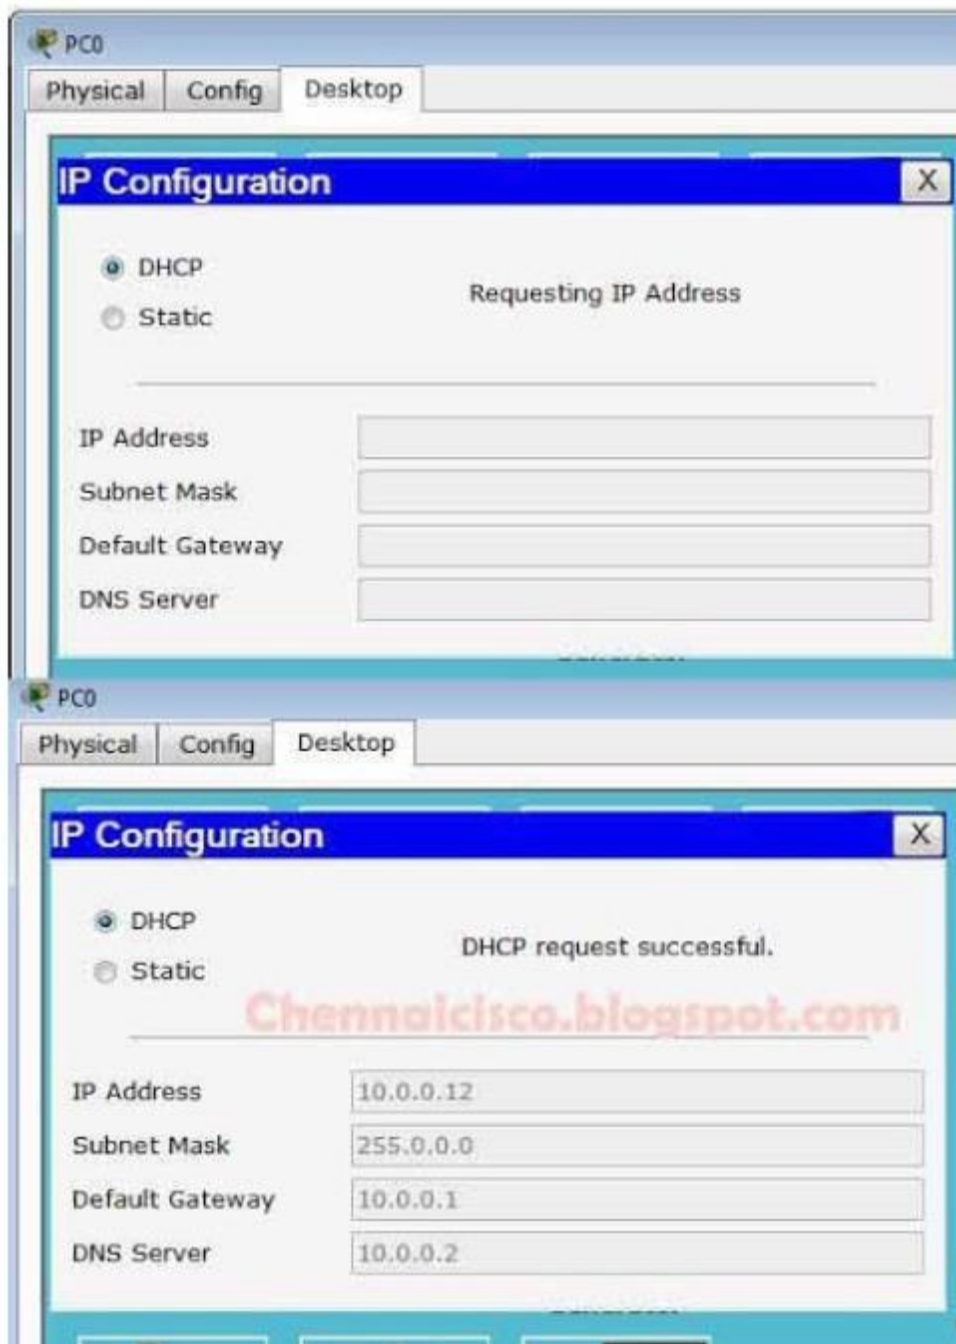 PC0
Physical Config Desktop
IP Configuration X
DHCP
Requesting IP Address
Static
IP Address
Subnet Mask
Default Gateway
DNS Server
PC0
Physical Config Desktop
IP Configuration X
DHCP
DHCP request successful.
Static
Chennaicisco.blogspot.com
IP Address 10.0.0.12
Subnet Mask 255.0.0.0
Default Gateway 10.0.0.1
DNS Server 10.0.0.2